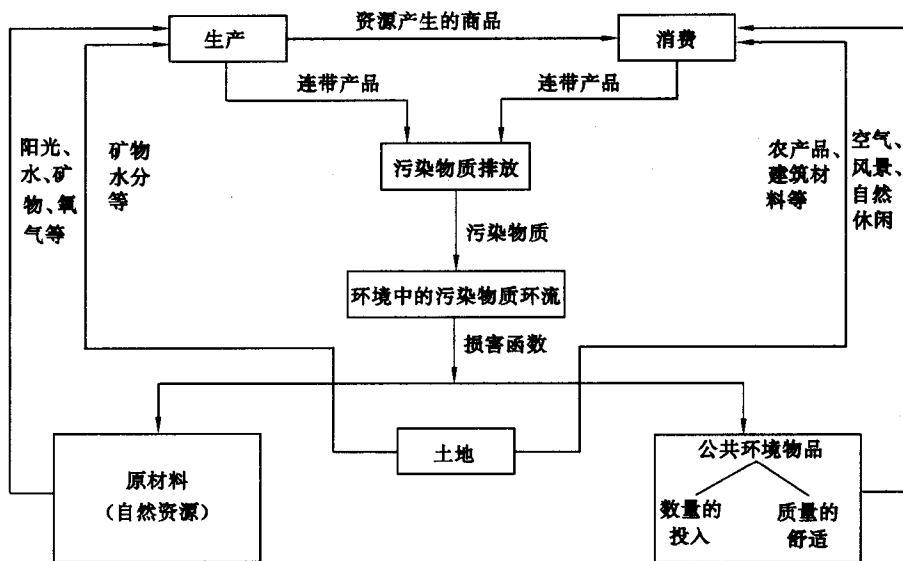 资源产生的商品
生产
消费
连带产品
连带产品
阳光、
水、矿
物、氧
气等
矿物
水分
等
污染物质排放
农产品、
建筑材
料等
空气、
风景、
自然
休闲
污染物质
环境中的污染物质环流
损害函数
土地
原材料
（自然资源）
公共环境物品
数量的
投入
质量的
舒适